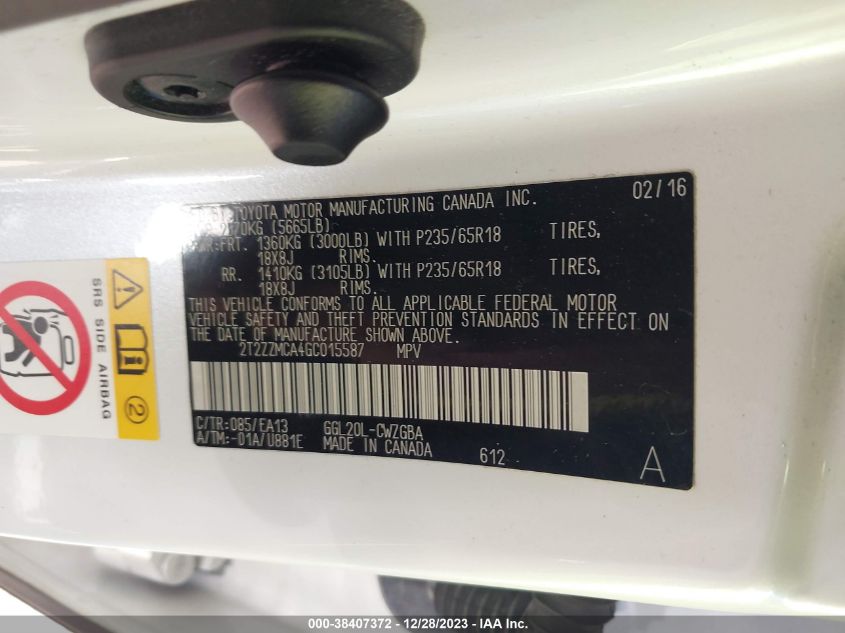 TOYOTA MOTOR MANUFACTURING CANADA INC. 02/16
(5665LB)
FRT. 1360KG (3000LB) WITH P235/65R18 TIRES,
18X8J RIMS.
RR. 1410KG (3105LB) WITH P235/65R18 TIRES,
18X8J RIMS.
THIS VEHICLE CONFORMS TO ALL APPLICABLE FEDERAL MOTOR
VEHICLE SAFETY AND THEFT PREVENTION STANDARDS IN EFFECT ON
THE DATE OF MANUFACTURE SHOWN ABOVE.
2T2ZZMCA4GC015587 MPV
C/TR:085/EA13 GGL20L-CWZGBA
A/TM:-01A/U881E MADE IN CANADA 612
A
SRS SIDE AIRBAG
2
000-38407372 - 12/28/2023 - IAA Inc.